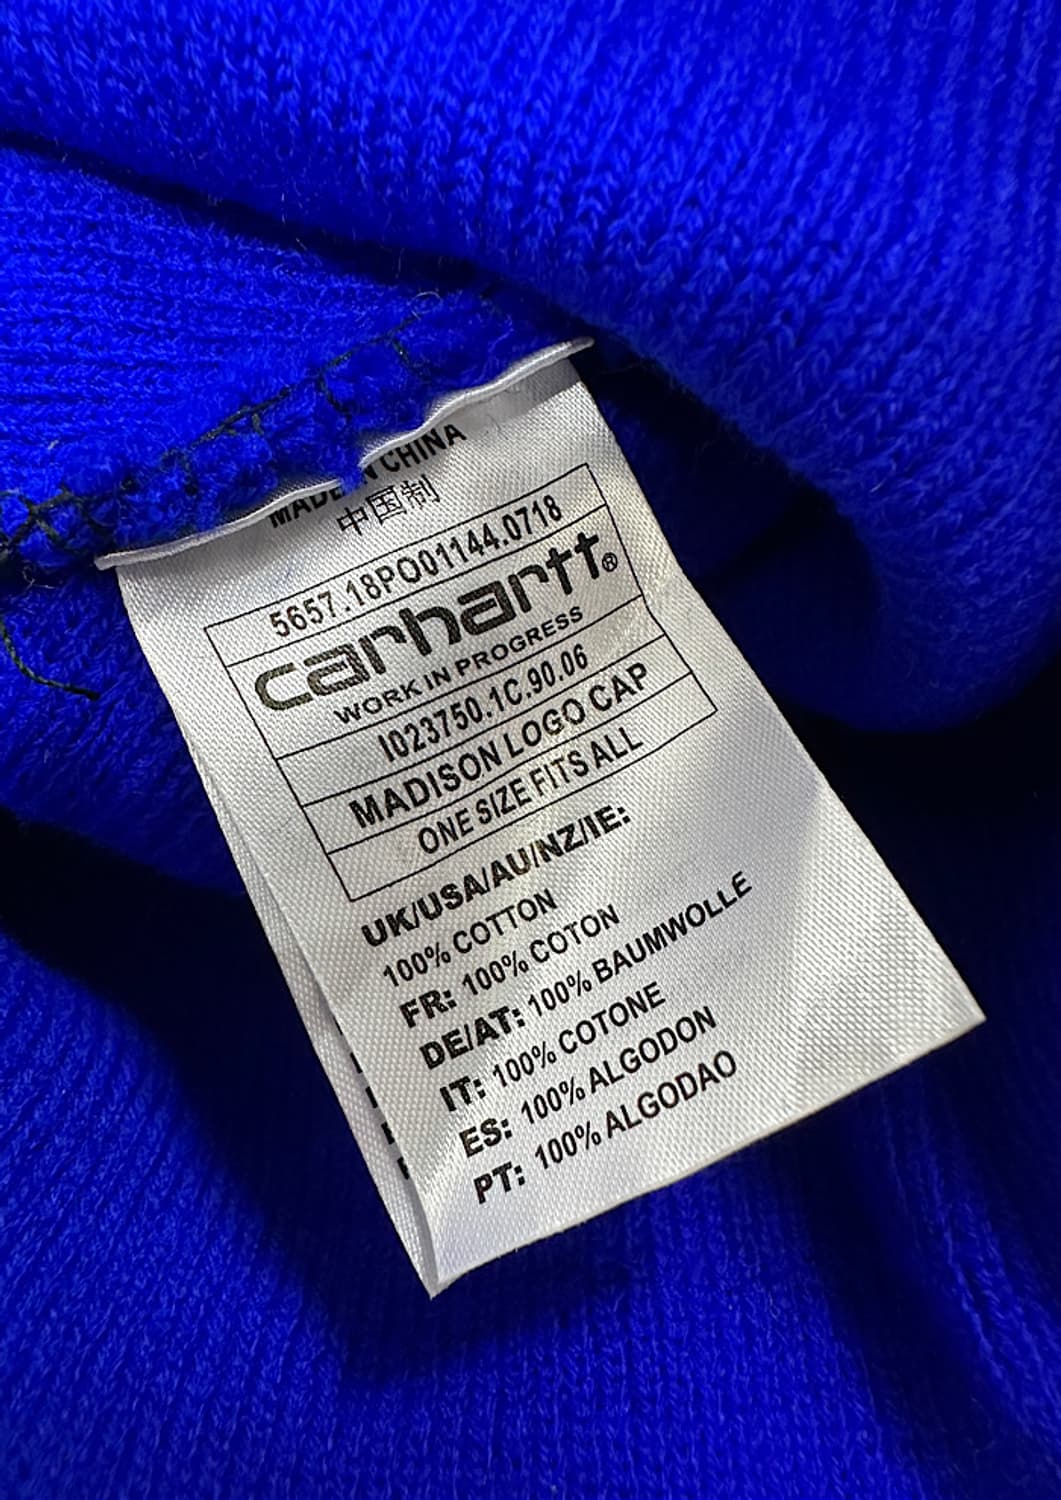 MADE IN CHINA
中国制
5657.18PO01144.0718
carhartt®
WORK IN PROGRESS
I023750.1C.90.06
MADISON LOGO CAP
ONE SIZE FITS ALL
UK/USA/AU/NZ/IE:
100% COTTON
FR: 100% COTON
DE/AT: 100% BAUMWOLLE
IT: 100% COTONE
ES: 100% ALGODON
PT: 100% ALGODAO